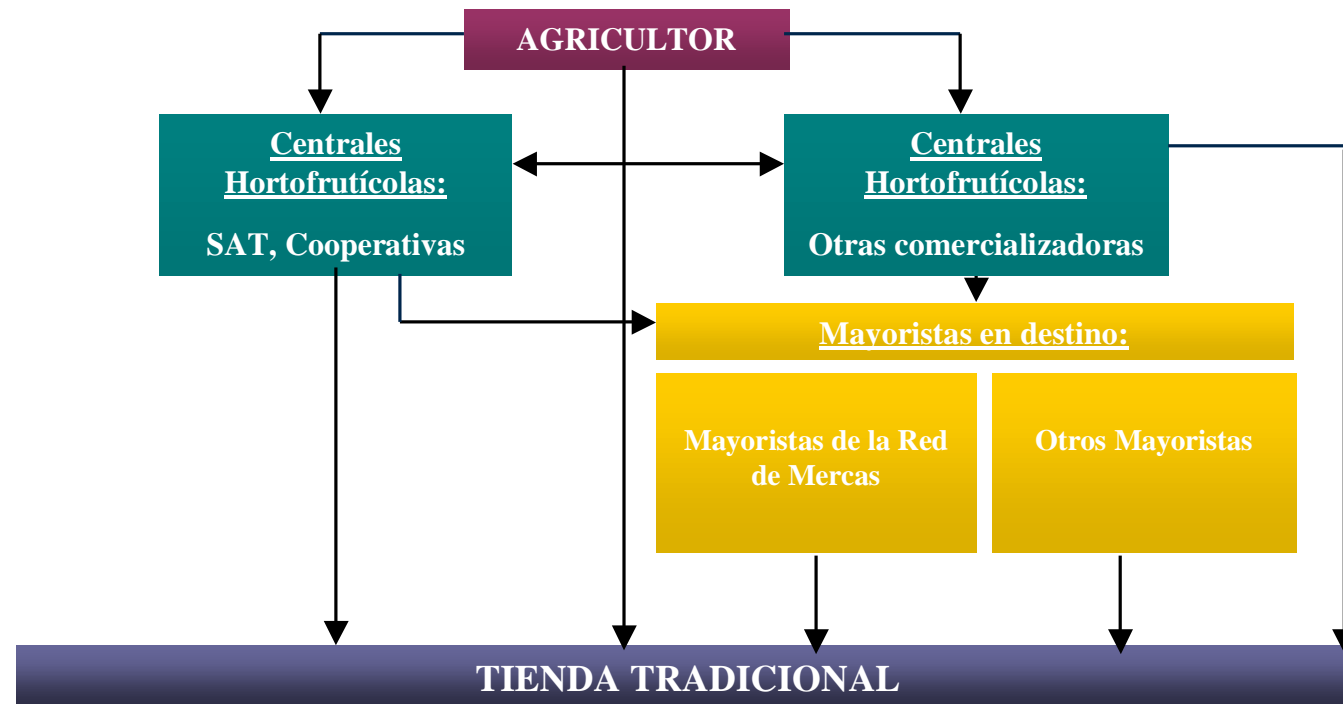 AGRICULTOR
Centrales
Hortofrutícolas:
SAT, Cooperativas
Centrales
Hortofrutícolas:
Otras comercializadoras
Mayoristas en destino:
Mayoristas de la Red
de Mercas
Otros Mayoristas
TIENDA TRADICIONAL